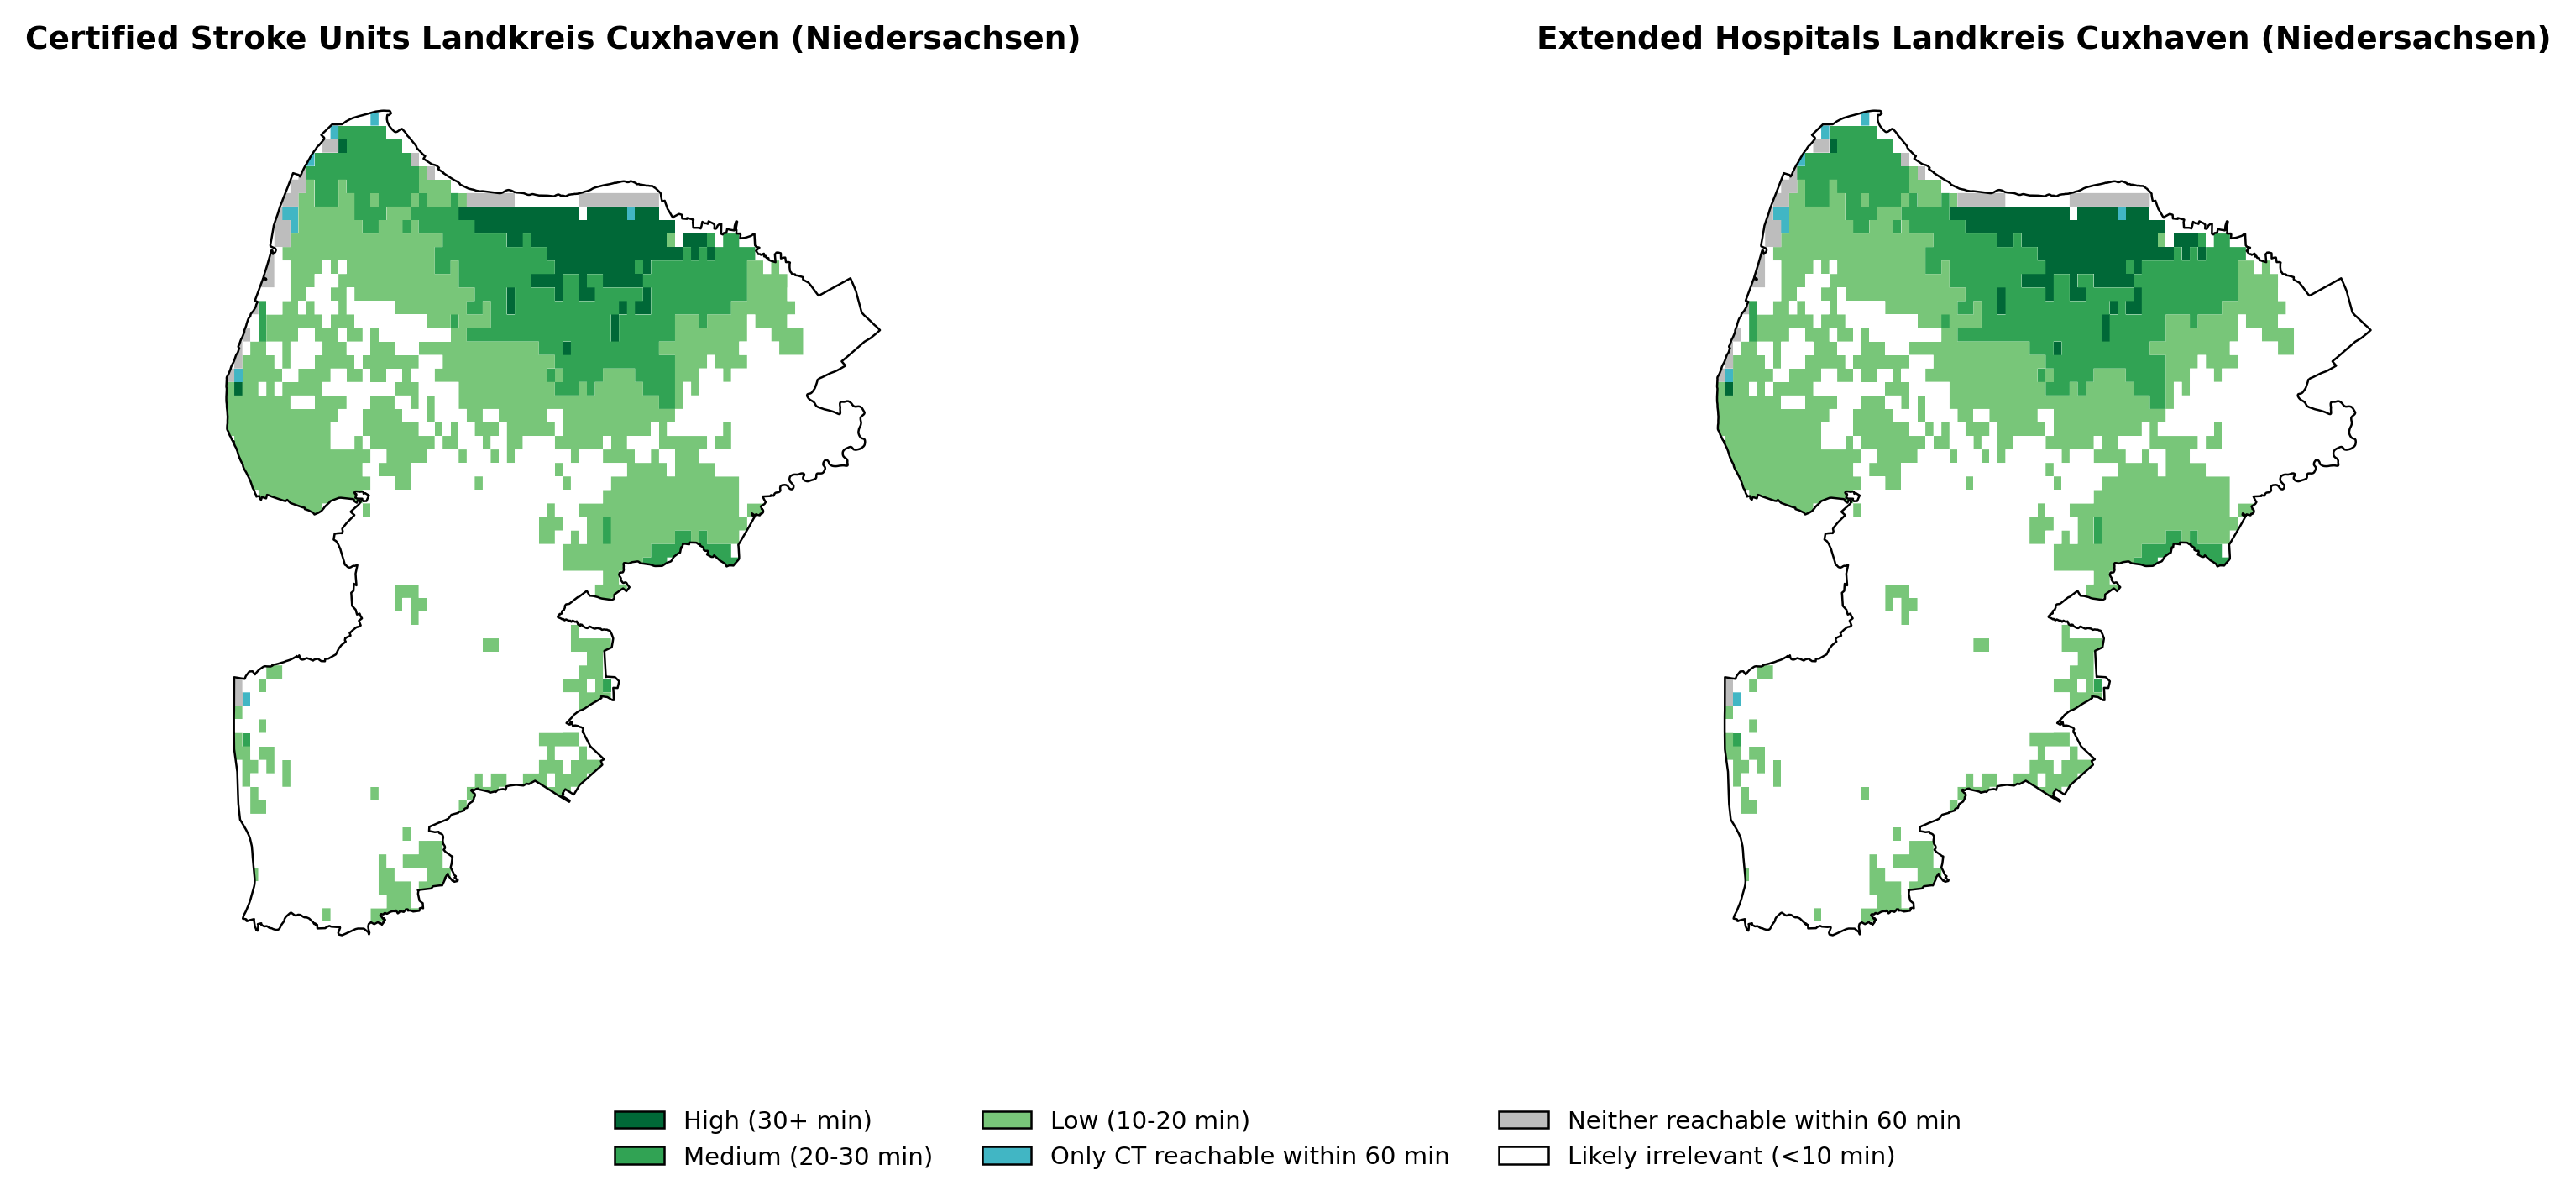 Certified Stroke Units Landkreis Cuxhaven (Niedersachsen)
Extended Hospitals Landkreis Cuxhaven (Niedersachsen)
High (30+ min)
Medium (20-30 min)
Low (10-20 min)
Only CT reachable within 60 min
Neither reachable within 60 min
Likely irrelevant (<10 min)